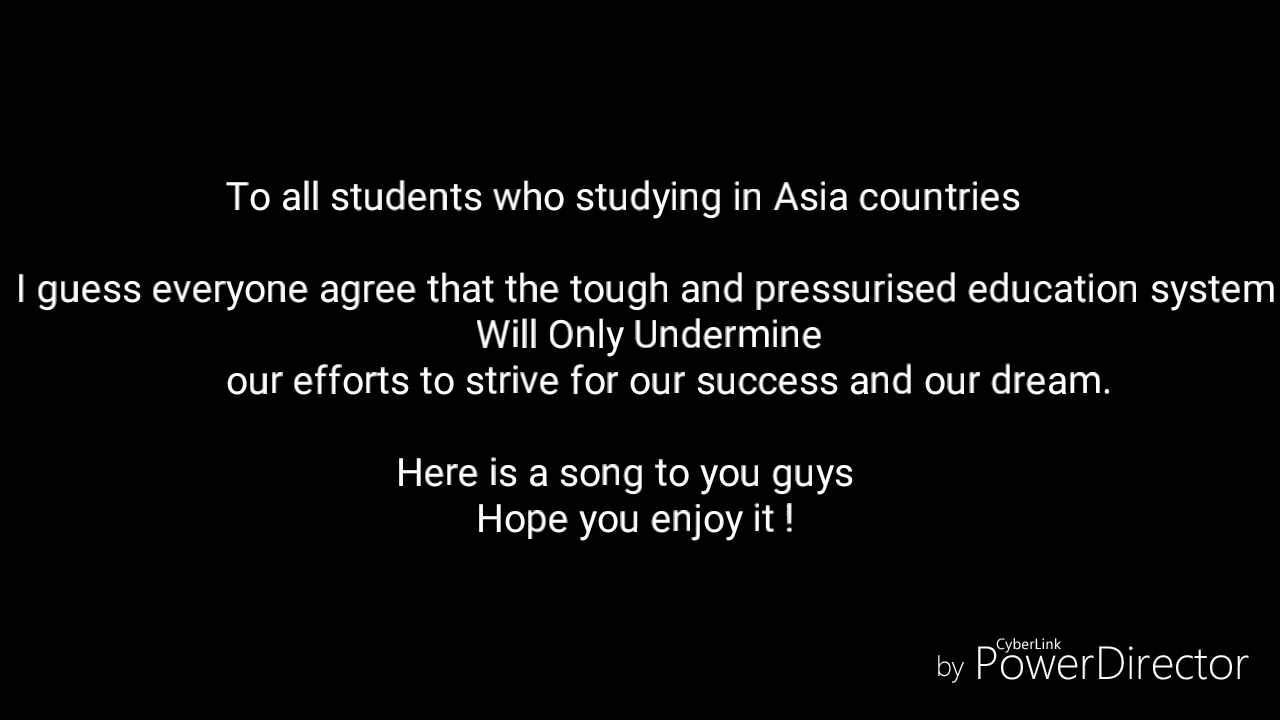 To all students who studying in Asia countries
I guess everyone agree that the tough and pressurised education system
Will Only Undermine
our efforts to strive for our success and our dream.
Here is a song to you guys
Hope you enjoy it !
CyberLink
by PowerDirector